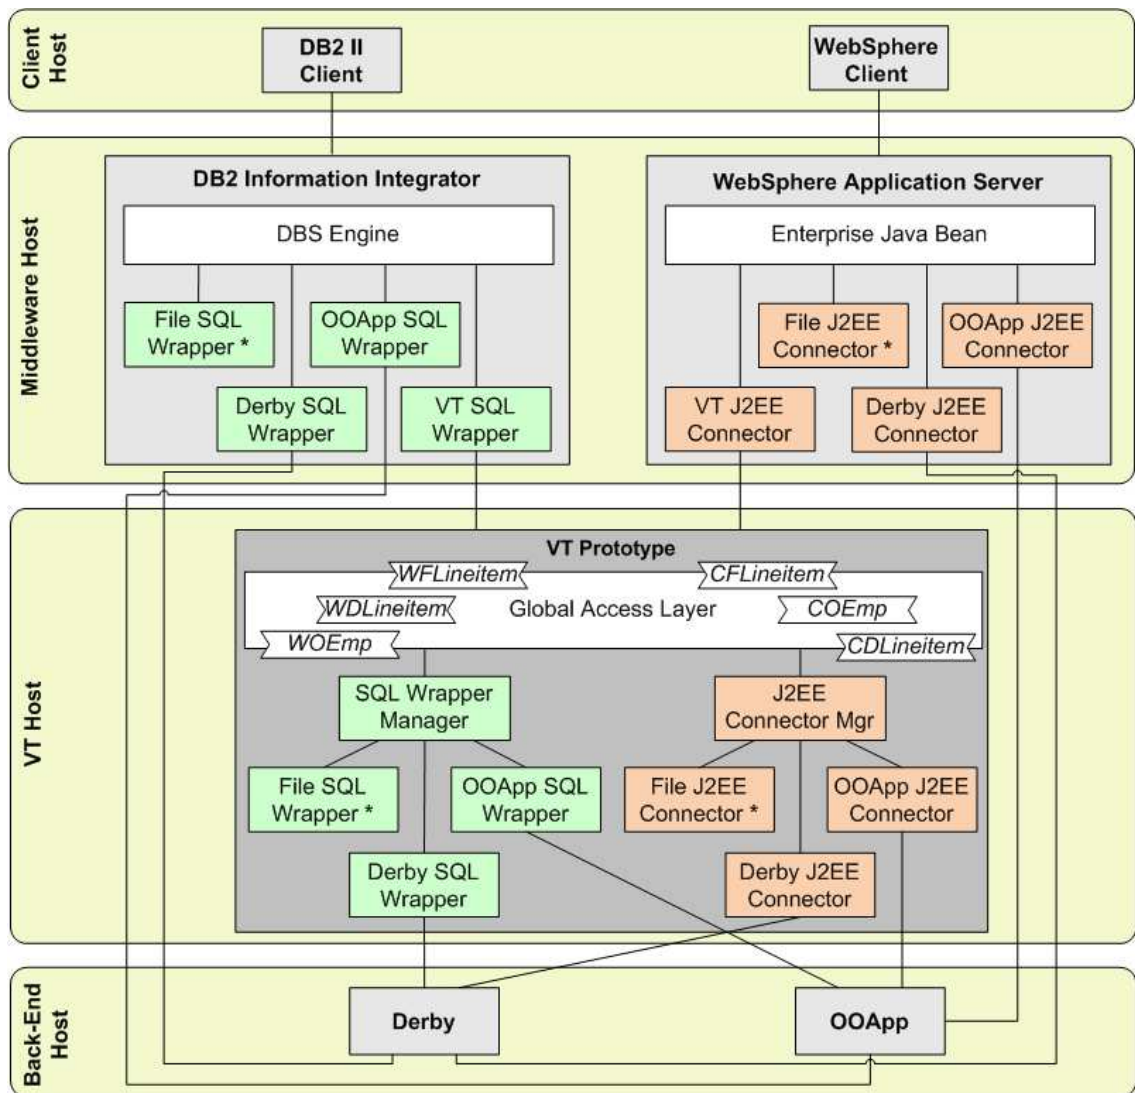 Client
Host
DB2 II
Client
WebSphere
Client
Middleware Host
DB2 Information Integrator
DBS Engine
File SQL
Wrapper *
OOApp SQL
Wrapper
Derby SQL
Wrapper
VT SQL
Wrapper
WebSphere Application Server
Enterprise Java Bean
File J2EE
Connector *
OOApp J2EE
Connector
VT J2EE
Connector
Derby J2EE
Connector
VT Host
VT Prototype
WFLineitem
CFLineitem
WDLineitem
Global Access Layer
COEmp
WOEmp
CDLineitem
SQL Wrapper
Manager
J2EE
Connector Mgr
File SQL
Wrapper *
OOApp SQL
Wrapper
File J2EE
Connector *
OOApp J2EE
Connector
Derby SQL
Wrapper
Derby J2EE
Connector
Back-End
Host
Derby
OOApp